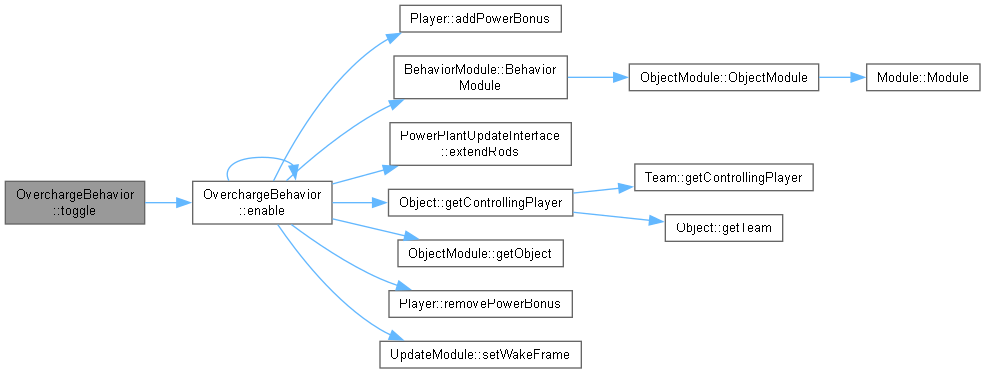 Player::addPowerBonus
BehaviorModule::Behavior
Module
ObjectModule::ObjectModule
Module::Module
PowerPlantUpdateInterface
::extendRods
OverchargeBehavior
::toggle
OverchargeBehavior
::enable
Object::getControllingPlayer
Team::getControllingPlayer
Object::getTeam
ObjectModule::getObject
Player::removePowerBonus
UpdateModule::setWakeFrame